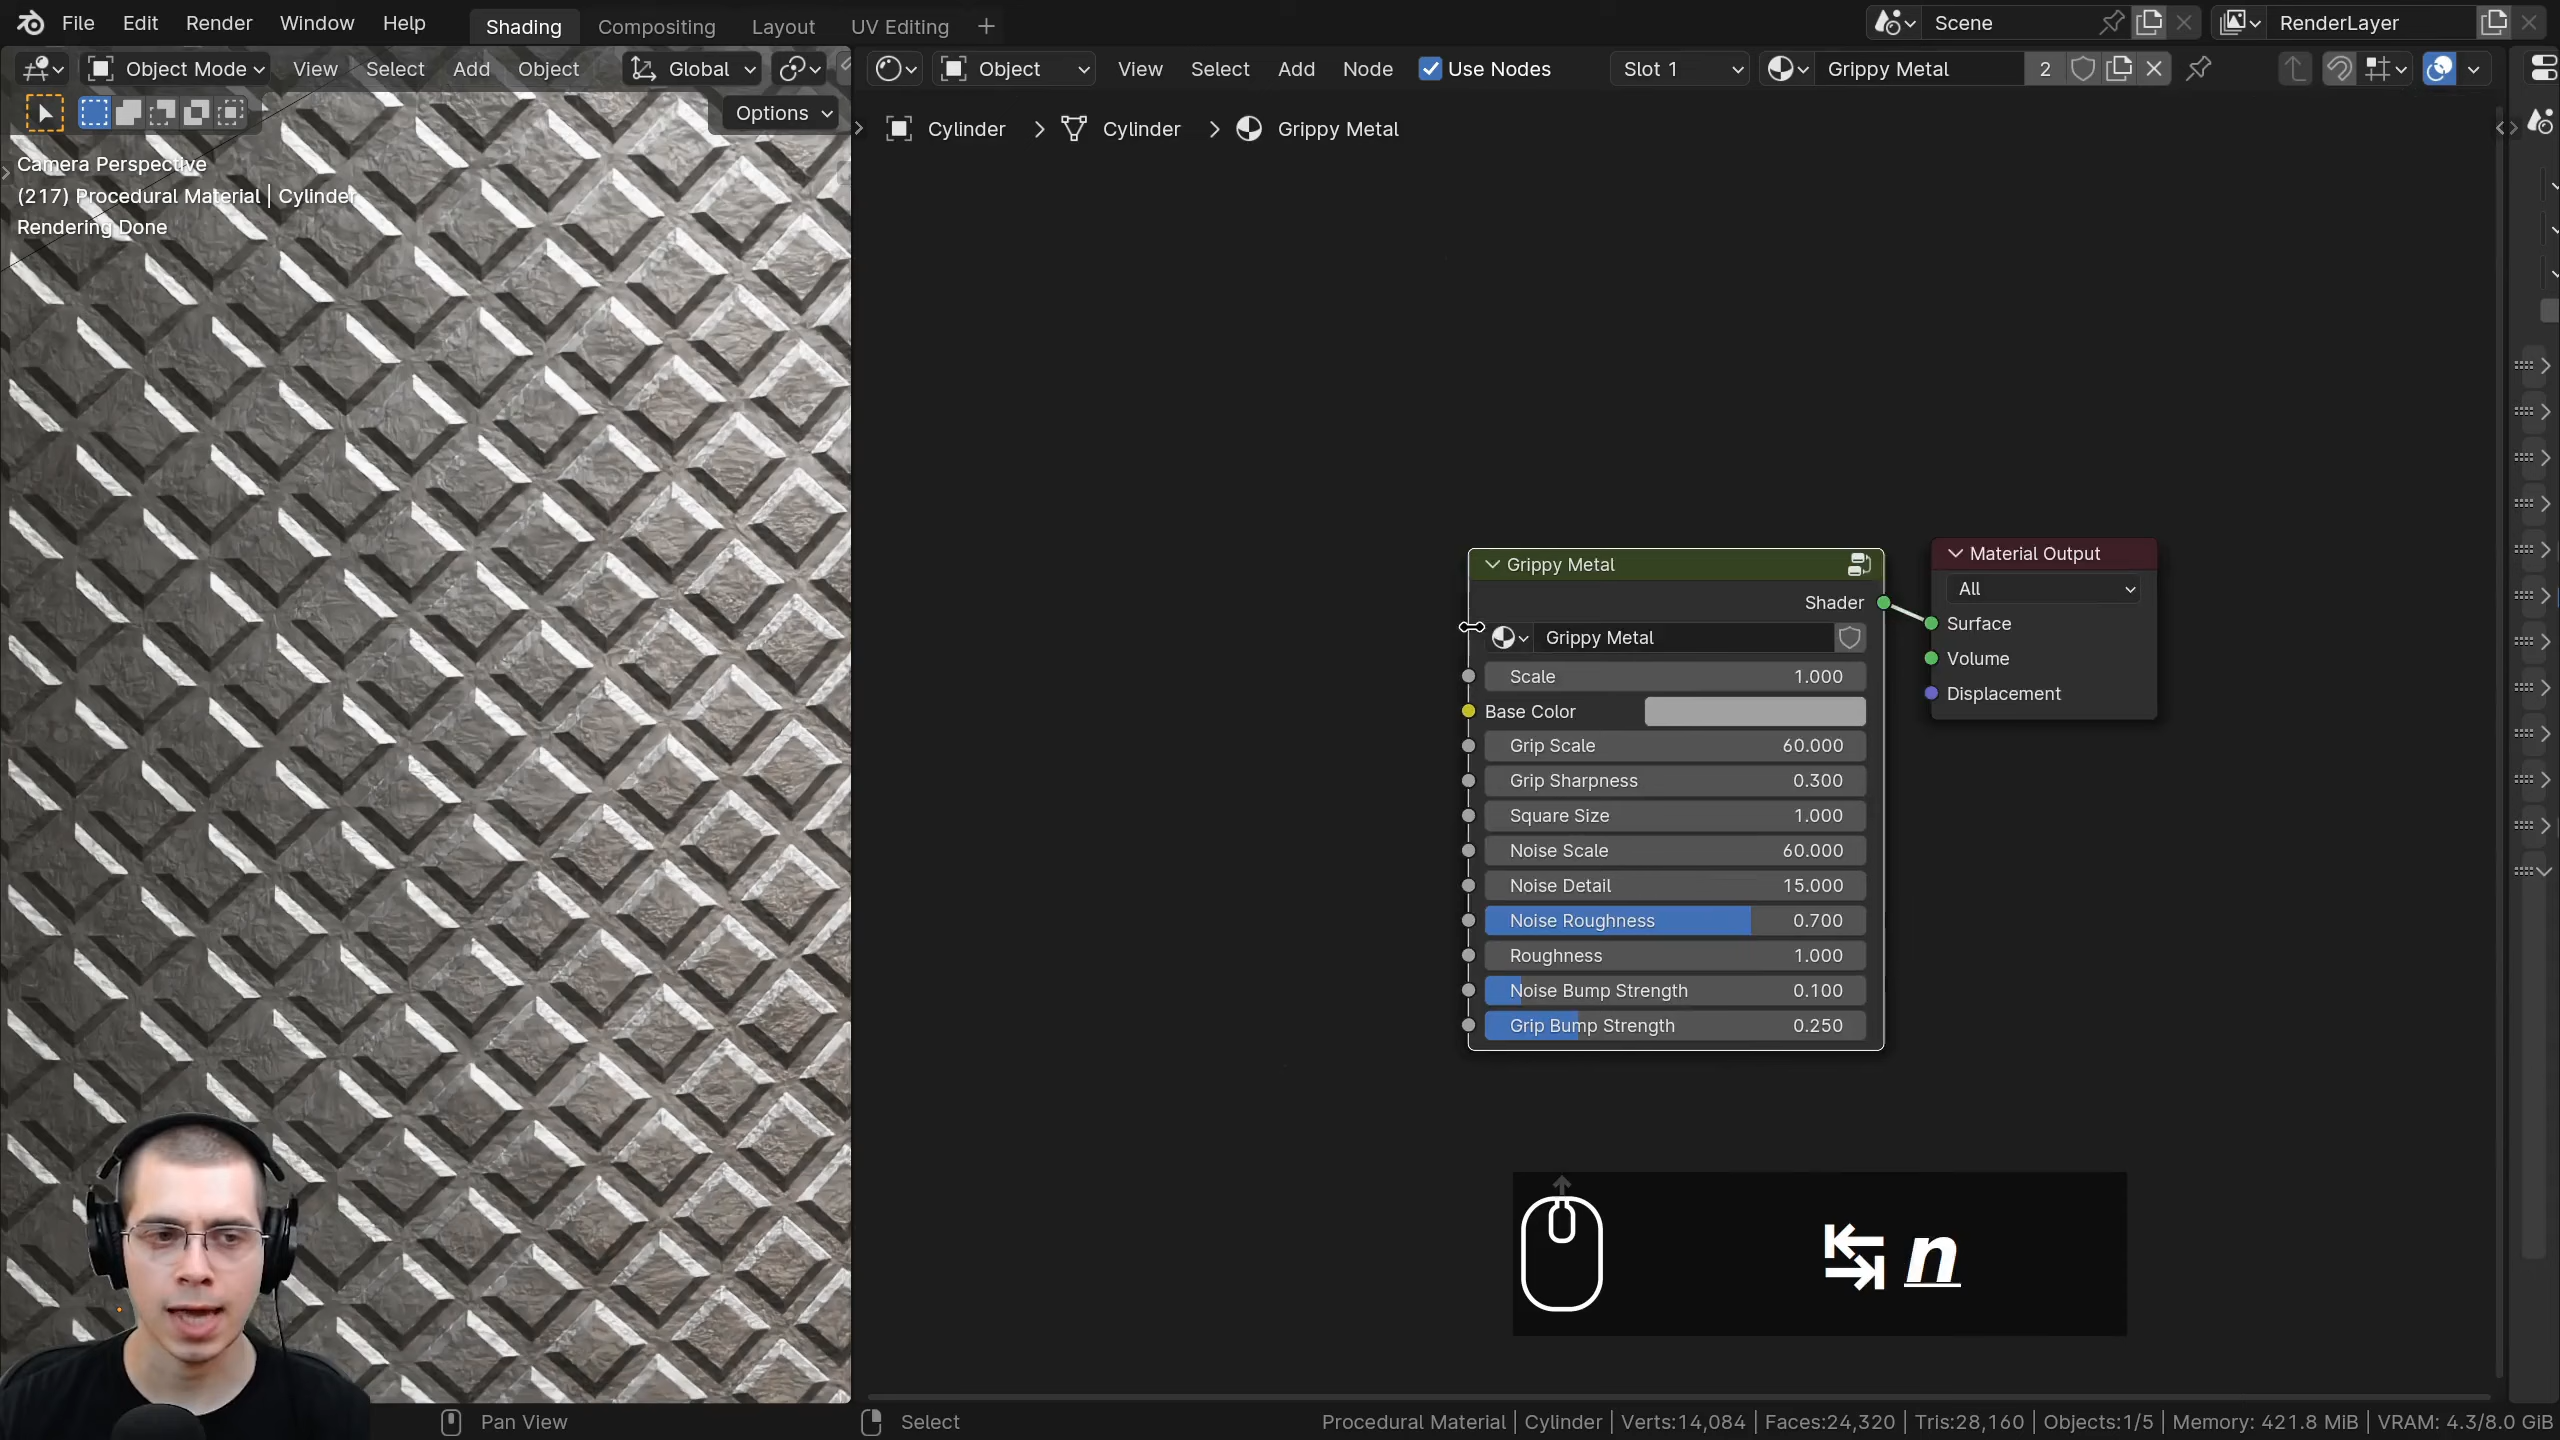 File Edit Render Window Help Shading Compositing Layout UV Editing + Scene RenderLayer
Object Mode View Select Add Object Global Object View Select Add Node Use Nodes Slot 1 Grippy Metal 2
Options
Cylinder > Cylinder > Grippy Metal
Camera Perspective
(217) Procedural Material | Cylinder
Rendering Done
Grippy Metal
Shader
Grippy Metal
Scale 1.000
Base Color
Grip Scale 60.000
Grip Sharpness 0.300
Square Size 1.000
Noise Scale 60.000
Noise Detail 15.000
Noise Roughness 0.700
Roughness 1.000
Noise Bump Strength 0.100
Grip Bump Strength 0.250
Material Output
All
Surface
Volume
Displacement
n
Pan View Select Procedural Material | Cylinder | Verts:14,084 | Faces:24,320 | Tris:28,160 | Objects:1/5 | Memory: 421.8 MiB | VRAM: 4.3/8.0 GiB